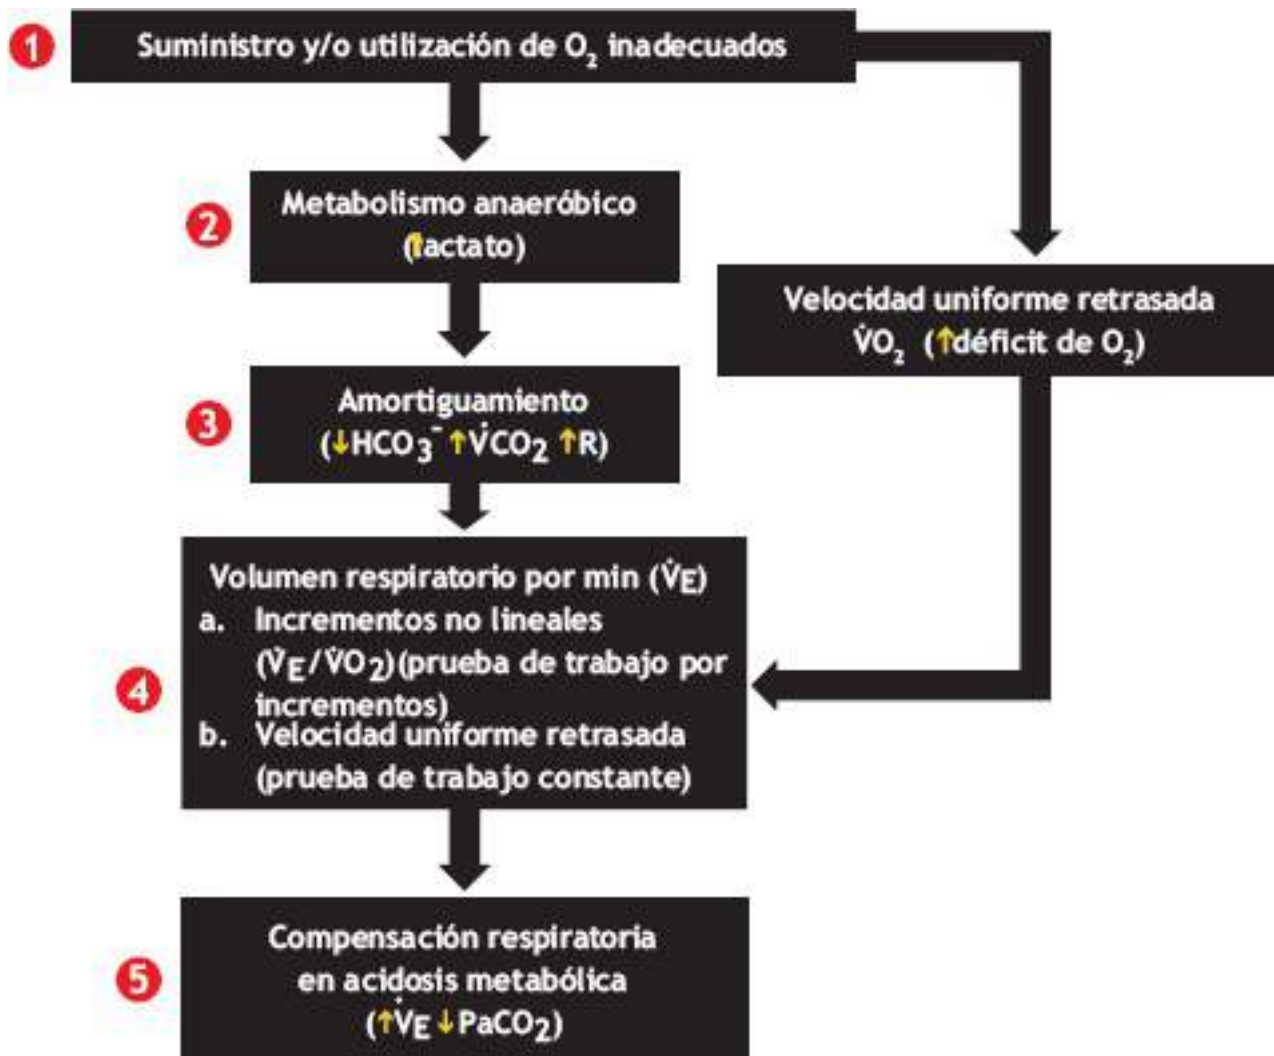 1 Suministro y/o utilización de O₂ inadecuados
2 Metabolismo anaeróbico
(↑lactato)
Velocidad uniforme retrasada
V̇O₂ (↑déficit de O₂)
3 Amortiguamiento
(↓HCO₃⁻ ↑V̇CO₂ ↑R)
4 Volumen respiratorio por min (V̇E)
a. Incrementos no lineales
(V̇E/V̇O₂)(prueba de trabajo por
incrementos)
b. Velocidad uniforme retrasada
(prueba de trabajo constante)
5 Compensación respiratoria
en acidosis metabólica
(↑V̇E↓PaCO₂)